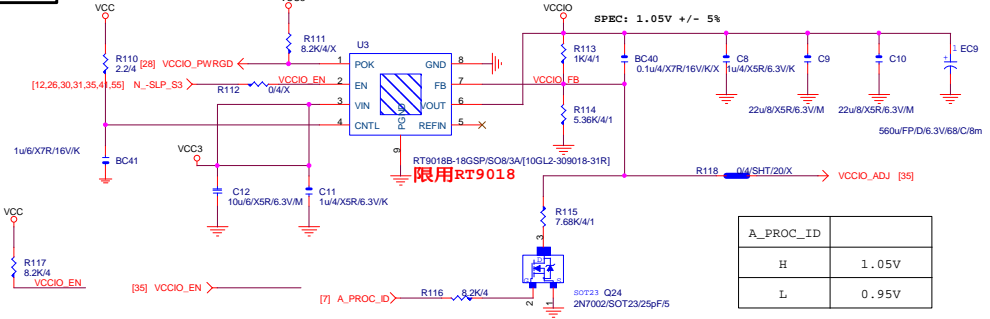 VCC
VCCIO
SPEC: 1.05V +/- 5%
R111
8.2K/4/X
U3
R110
2.2/4
[28] VCCIO_PWRGD
1 POK
GND 8
R113
1K/4/1
BC40
0.1u/4/X7R/16V/K/X
C8
1u/4/X5R/6.3V/K
C9
C10
1 EC9
[12,26,30,31,35,41,55] N_-SLP_S3
R112
0/4/X
VCCIO_EN
2 EN
FB 7
VCCIO_FB
3 VIN
VOUT 6
4 CNTL
REFIN 5
PGND
9
R114
5.36K/4/1
22u/8/X5R/6.3V/M
22u/8/X5R/6.3V/M
560u/FP/D/6.3V/68/C/8m
1u/6/X7R/16V/K
BC41
VCC3
RT9018B-18GSP/SO8/3A/[10GL2-309018-31R]
限用RT9018
C12
10u/6/X5R/6.3V/M
C11
1u/4/X5R/6.3V/K
R118
0/4/SHT/20/X
VCCIO_ADJ [35]
VCC
R115
7.68K/4/1
3
A_PROC_ID
H 1.05V
L 0.95V
R117
8.2K/4
VCCIO_EN
[35] VCCIO_EN
[7] A_PROC_ID
R116
8.2K/4
2
1
SOT23 Q24
2N7002/SOT23/25pF/5